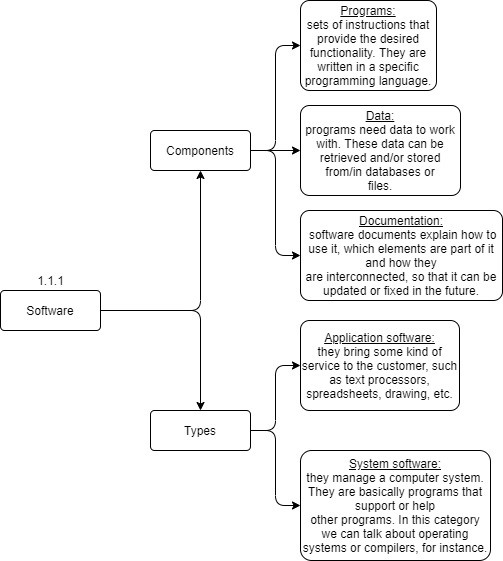 Programs:
sets of instructions that
provide the desired
functionality. They are
written in a specific
programming language.
Data:
programs need data to work
with. These data can be
retrieved and/or stored
from/in databases or
files.
Components
Documentation:
software documents explain how to
use it, which elements are part of it
and how they
are interconnected, so that it can be
updated or fixed in the future.
1.1.1
Software
Application software:
they bring some kind of
service to the customer, such
as text processors,
spreadsheets, drawing, etc.
Types
System software:
they manage a computer system.
They are basically programs that
support or help
other programs. In this category
we can talk about operating
systems or compilers, for instance.